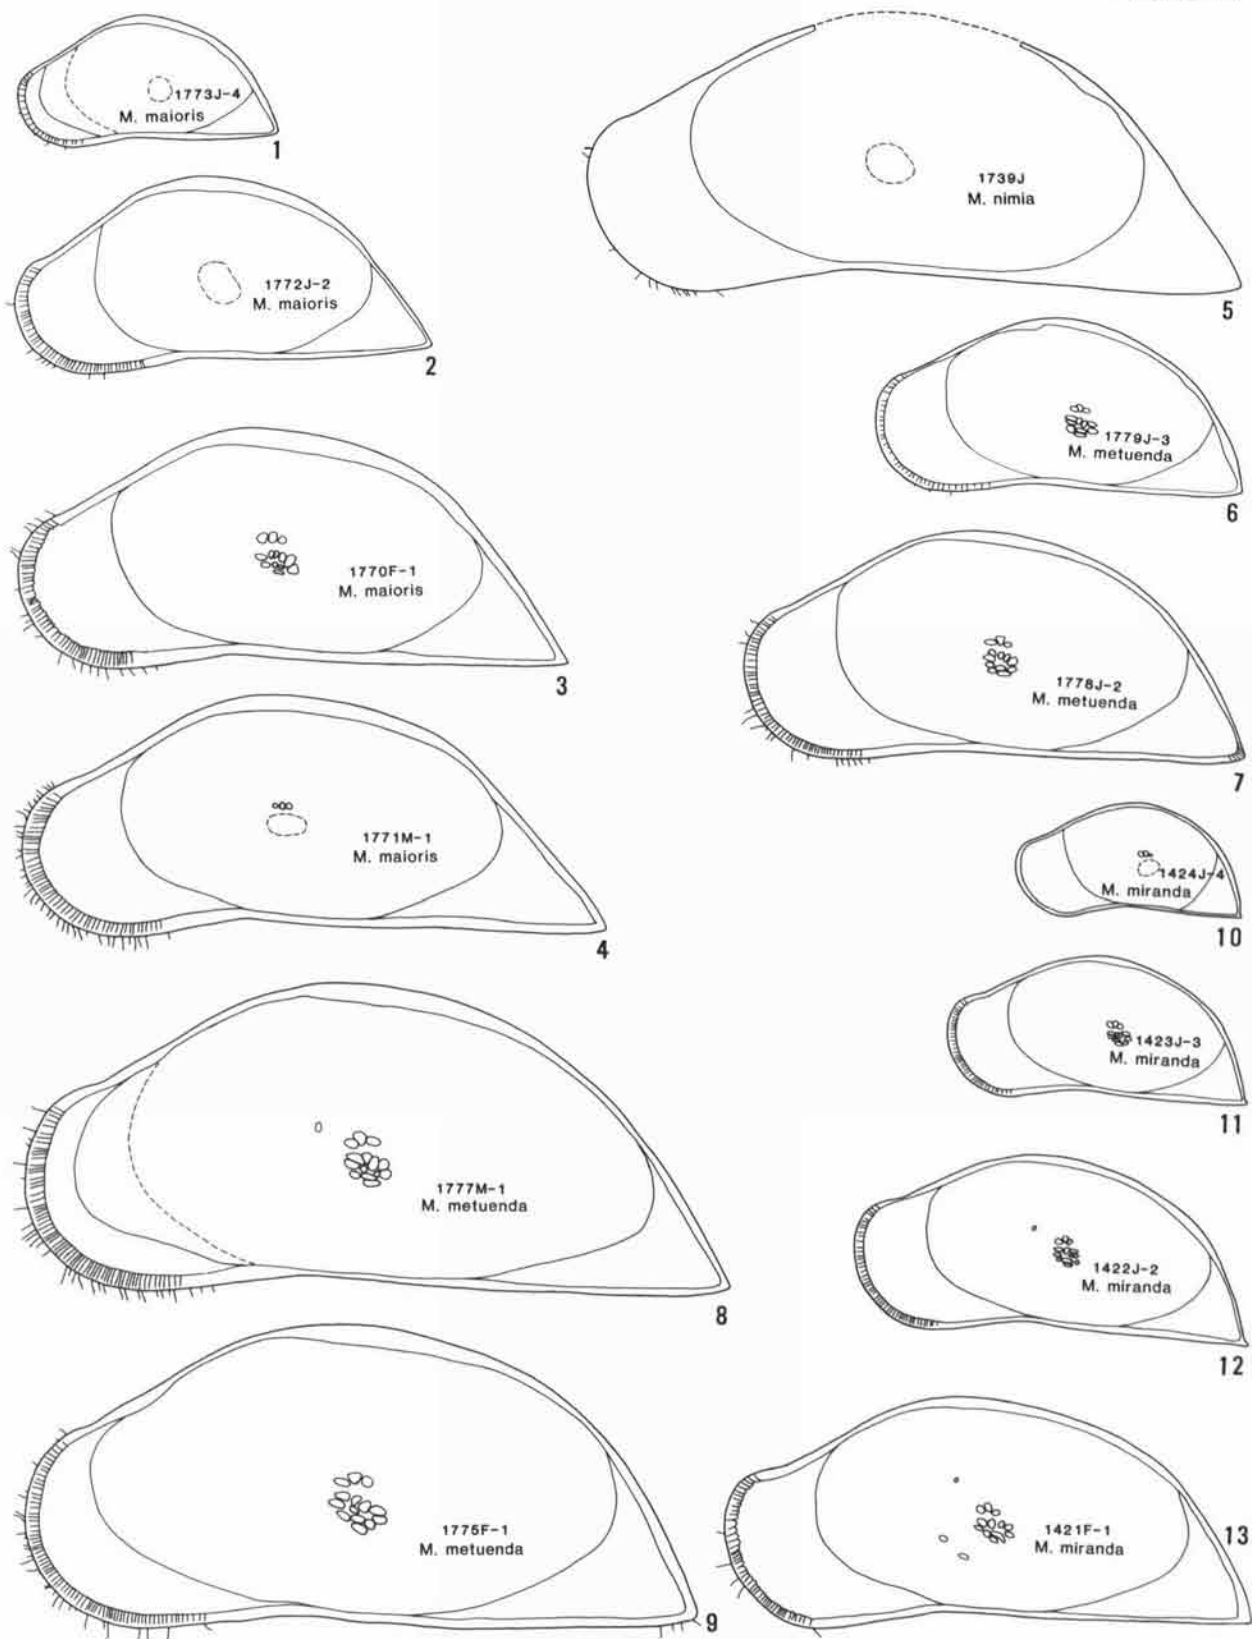 1773J-4
M. maioris
1
1772J-2
M. maioris
2
1770F-1
M. maioris
3
1771M-1
M. maioris
4
1739J
M. nimia
5
1779J-3
M. metuenda
6
1778J-2
M. metuenda
7
1777M-1
M. metuenda
8
1775F-1
M. metuenda
9
1424J-4
M. miranda
10
1423J-3
M. miranda
11
1422J-2
M. miranda
12
1421F-1
M. miranda
13